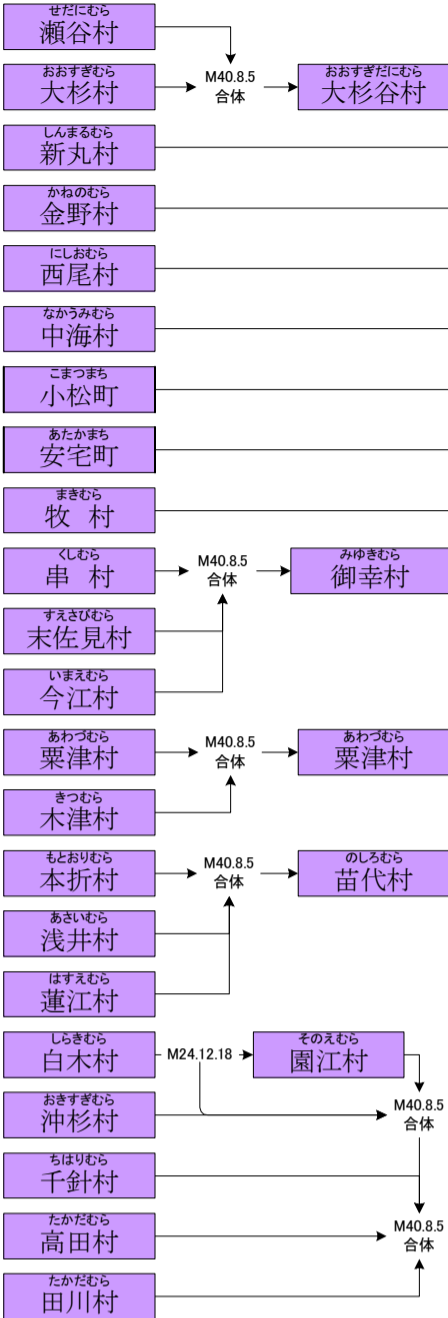 せだにむら
瀬谷村
おおすぎむら
大杉村
M40.8.5
合体
おおすぎだにむら
大杉谷村
しんまるむら
新丸村
かねのむら
金野村
にしおむら
西尾村
なかうみむら
中海村
こまつまち
小松町
あたかまち
安宅町
まきむら
牧 村
くしむら
串 村
M40.8.5
合体
みゆきむら
御幸村
すえさびむら
末佐見村
いまえむら
今江村
あわづむら
粟津村
M40.8.5
合体
あわづむら
粟津村
きつむら
木津村
もとおりむら
本折村
M40.8.5
合体
のしろむら
苗代村
あさいむら
浅井村
はすえむら
蓮江村
しらきむら
白木村
M24.12.18
そのえむら
園江村
おきすぎむら
沖杉村
M40.8.5
合体
ちはりむら
千針村
たかだむら
高田村
M40.8.5
合体
たかだむら
田川村